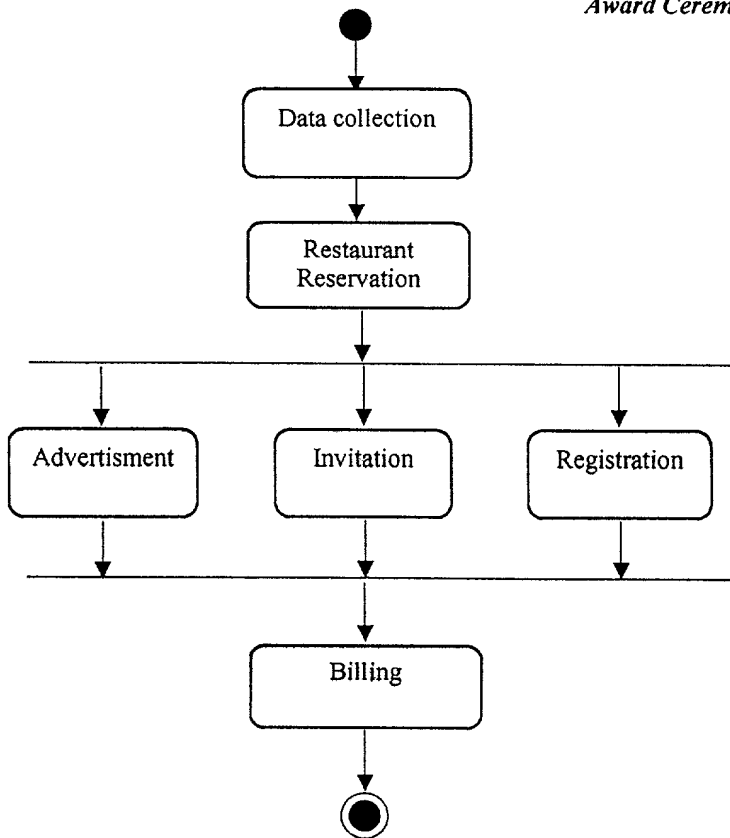 Award Cerem
Data collection
Restaurant
Reservation
Advertisment
Invitation
Registration
Billing